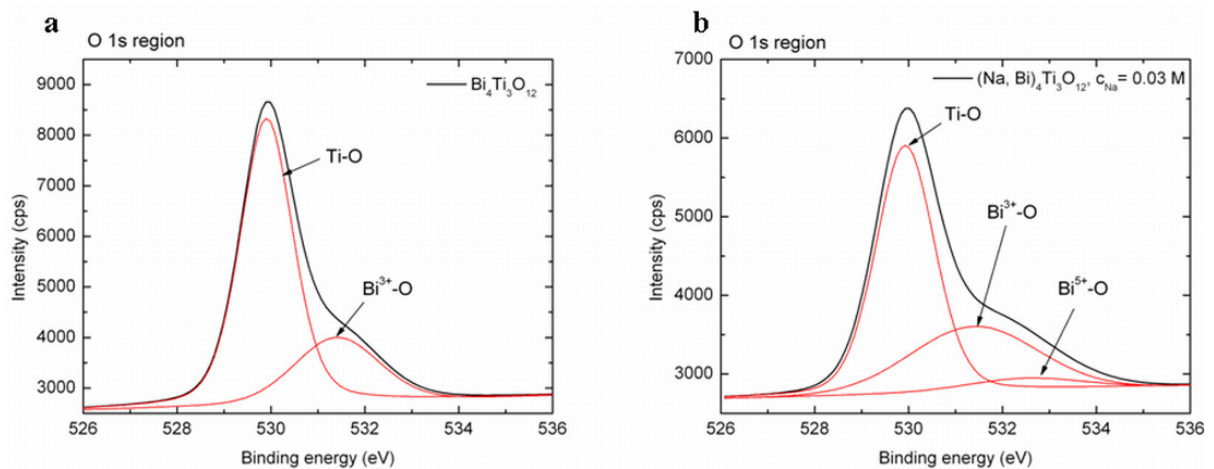 a
O 1s region
Bi₄Ti₃O₁₂
Ti-O
Bi³⁺-O
Intensity (cps)
9000
8000
7000
6000
5000
4000
3000
526 528 530 532 534 536
Binding energy (eV)
b
O 1s region
(Na, Bi)₄Ti₃O₁₂, c_Na= 0.03 M
Ti-O
Bi³⁺-O
Bi⁵⁺-O
Intensity (cps)
7000
6000
5000
4000
3000
526 528 530 532 534 536
Binding energy (eV)